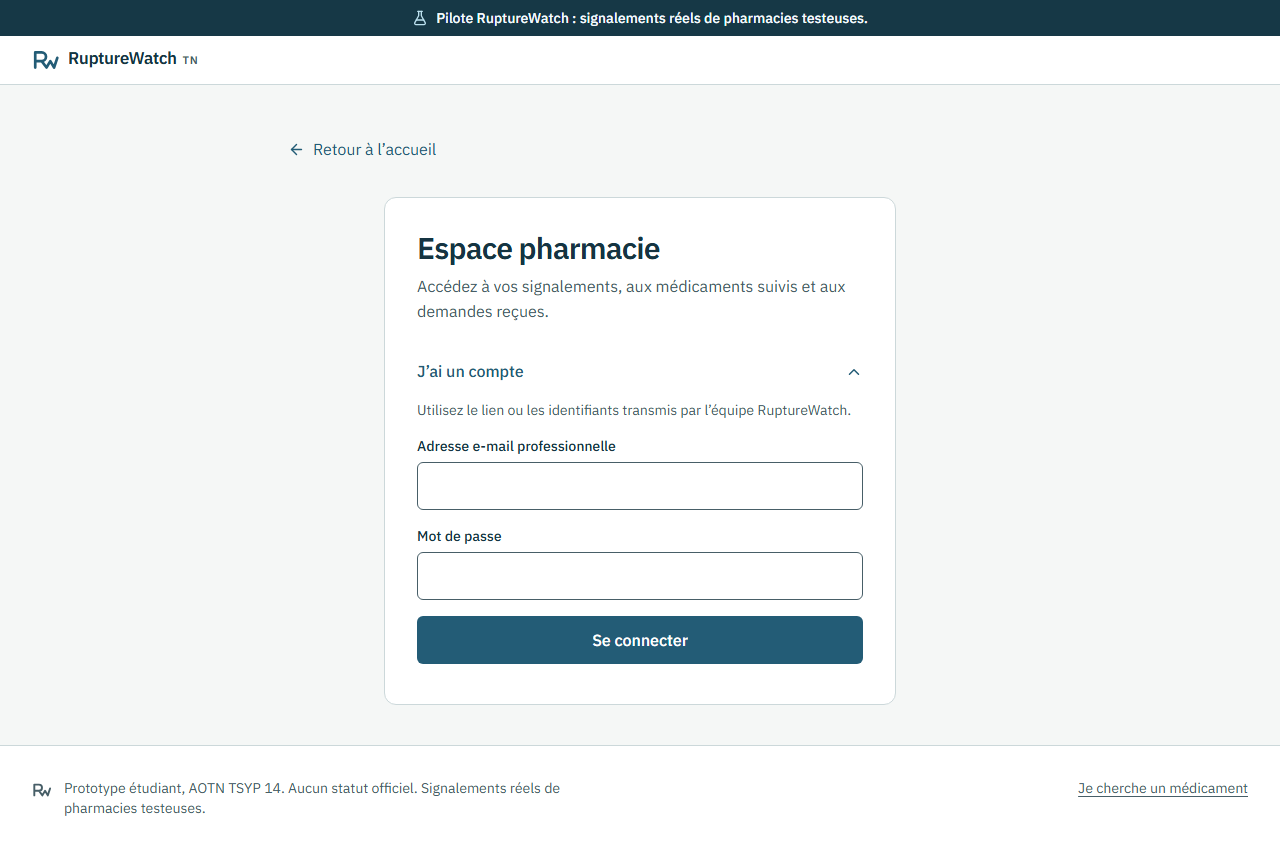 Pilote RuptureWatch : signalements réels de pharmacies testeuses.
RuptureWatch TN
Retour à l’accueil
Espace pharmacie
Accédez à vos signalements, aux médicaments suivis et aux
demandes reçues.
J’ai un compte
Utilisez le lien ou les identifiants transmis par l’équipe RuptureWatch.
Adresse e-mail professionnelle
Mot de passe
Se connecter
Prototype étudiant, AOTN TSYP 14. Aucun statut officiel. Signalements réels de
pharmacies testeuses.
Je cherche un médicament